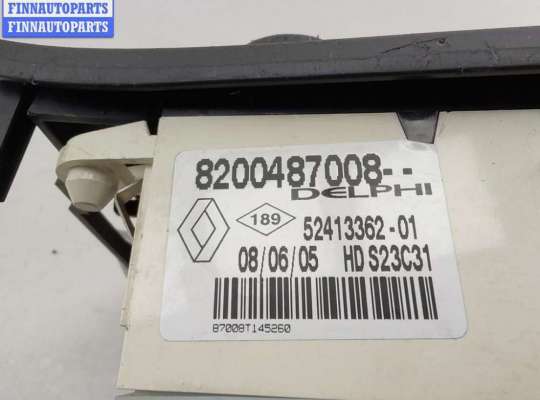 FINNAUTOPARTS
FINNAUTOPARTS
8200487008--
DELPHI
189
52413362-01
08/06/05 HD S23C31
87008T145260